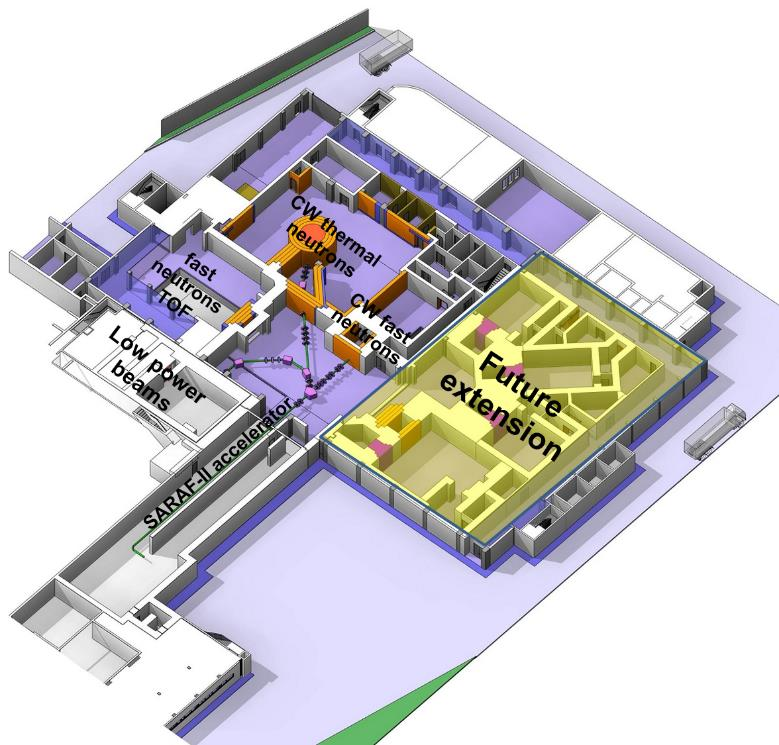 CW thermal
neutrons
fast
neutrons
TOF
CW fast
neutrons
Low power
beams
Future
extension
SARAF-II accelerator